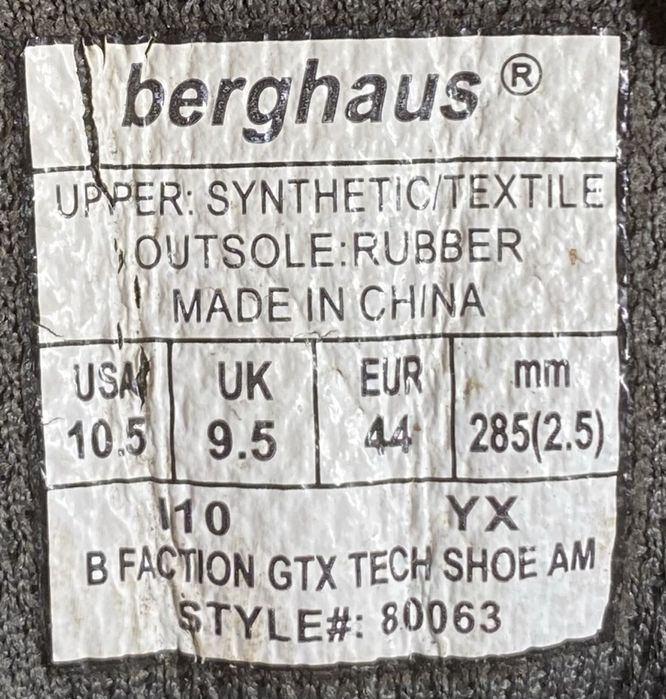 berghaus®
UPPER: SYNTHETIC/TEXTILE
OUTSOLE:RUBBER
MADE IN CHINA
USA UK EUR mm
10.5 9.5 44 285(2.5)
110 YX
B FACTION GTX TECH SHOE AM
STYLE#: 80063